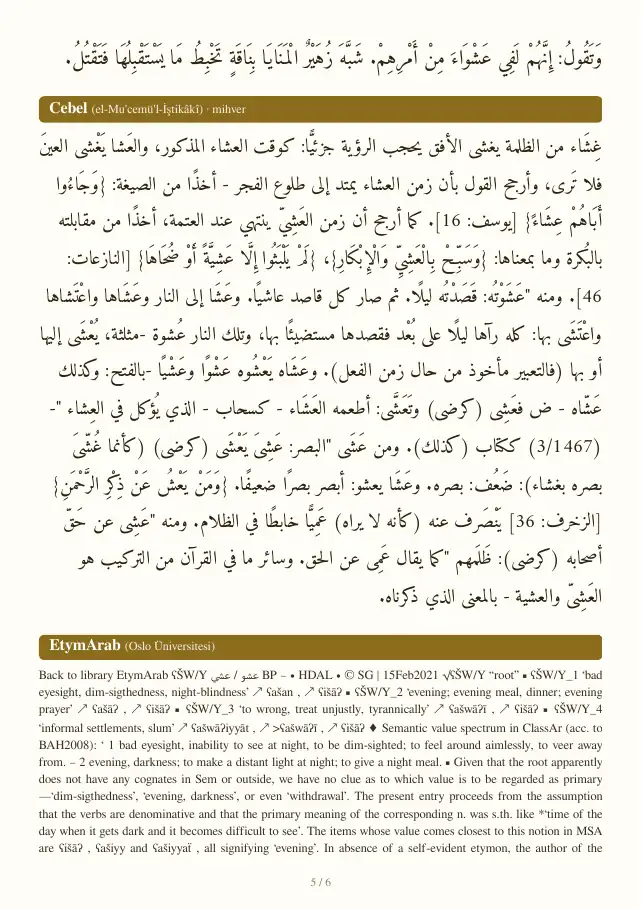 وَتَقُولُ: إِنَّهُمْ لَفِي عَشْوَاءَ مِنْ أَمْرِهِمْ. شَبَّهَ زُهَيْرٌ الْمَنَايَا بِنَاقَةٍ تَخْبِطُ مَا يَسْتَقْبِلُهَا فَتَقْتُلُ.
Cebel (el-Mu'cemü'l-İştikâkî) · mihver
غِشَاء من الظلمة يغشى الأفق يحجب الرؤية جزئيًّا: كوقت العشاء المذكور، والعَشا يَغْشى العينَ
فلا تَرى، وأرجح القول بأن زمن العشاء يمتد إلى طلوع الفجر - أخذًا من الصيغة: {وَجَاءُوا
أَبَاهُمْ عِشَاءً} [يوسف: 16]. كما أرجح أن زمن العَشِيّ ينتهي عند العتمة، أخذًا من مقابلته
بالبُكرة وما بمعناها: {وَسَبِّحْ بِالْعَشِيِّ وَالْإِبْكَارِ}، {لَمْ يَلْبَثُوا إِلَّا عَشِيَّةً أَوْ ضُحَاهَا} [النازعات:
46]. ومنه "عَشَوْتُه: قَصَدْتُه ليلًا. ثم صار كل قاصد عاشيًا. وعَشَا إلى النار وعَشَاها واعْتَشاها
واعْتَشَى بها: كله رآها ليلًا على بُعْد فقصدها مستضيئًا بها، وتلك النار عُشوة -مثلثة، يُعْشَى إليها
أو بها (فالتعبير مأخوذ من حال زمن الفعل). وعَشَاه يَعْشُوه عَشْوًا وعَشْيًا -بالفتح: وكذلك
عَشّاه - ض فعَشِى (كرضى) وتَعَشَّى: أطعمه العَشَاء - كسحاب - الذي يُؤكل في العِشاء "-
(3/1467) ككتاب (كذلك). ومن عَشَى "البصر: عَشِىَ يَعْشَى (كرضى) (كأنما غُشِّىَ
بصره بغشاء): ضَعُف: بصره. وعَشَا يعشو: أبصر بصرًا ضعيفًا. {وَمَنْ يَعْشُ عَنْ ذِكْرِ الرَّحْمَنِ}
[الزخرف: 36] يَنْصَرف عنه (كأنه لا يراه) عَمِيًّا خابطًا في الظلام. ومنه "عَشِى عن حَقّ
أصحابه (كرضى): ظَلَمهم "كما يقال عَمِى عن الحق. وسائر ما في القرآن من التركيب هو
العَشِىّ والعشية - بالمعنى الذي ذكرناه.
EtymArab (Oslo Üniversitesi)
Back to library EtymArab ʕŠW/Y عشو / عشي BP – • HDAL • © SG | 15Feb2021 √ʕŠW/Y “root” ▪ ʕŠW/Y_1 ‘bad
eyesight, dim-sigthedness, night-blindness’ ↗ ʕašan , ↗ ʕišāʔ ▪ ʕŠW/Y_2 ‘evening; evening meal, dinner; evening
prayer’ ↗ ʕašāʔ , ↗ ʕišāʔ ▪ ʕŠW/Y_3 ‘to wrong, treat unjustly, tyrannically’ ↗ ʕašwāʔī , ↗ ʕišāʔ ▪ ʕŠW/Y_4
‘informal settlements, slum’ ↗ ʕašwāʔiyyāt , ↗ >ʕašwāʔī , ↗ ʕišāʔ ♦ Semantic value spectrum in ClassAr (acc. to
BAH2008): ‘ 1 bad eyesight, inability to see at night, to be dim-sighted; to feel around aimlessly, to veer away
from. – 2 evening, darkness; to make a distant light at night; to give a night meal. ▪ Given that the root apparently
does not have any cognates in Sem or outside, we have no clue as to which value is to be regarded as primary
—‘dim-sigthedness’, ‘evening, darkness’, or even ‘withdrawal’. The present entry proceeds from the assumption
that the verbs are denominative and that the primary meaning of the corresponding n. was s.th. like *‘time of the
day when it gets dark and it becomes difficult to see’. The items whose value comes closest to this notion in MSA
are ʕišāʔ , ʕašiyy and ʕašiyyaẗ , all signifying ‘evening’. In absence of a self-evident etymon, the author of the
5 / 6